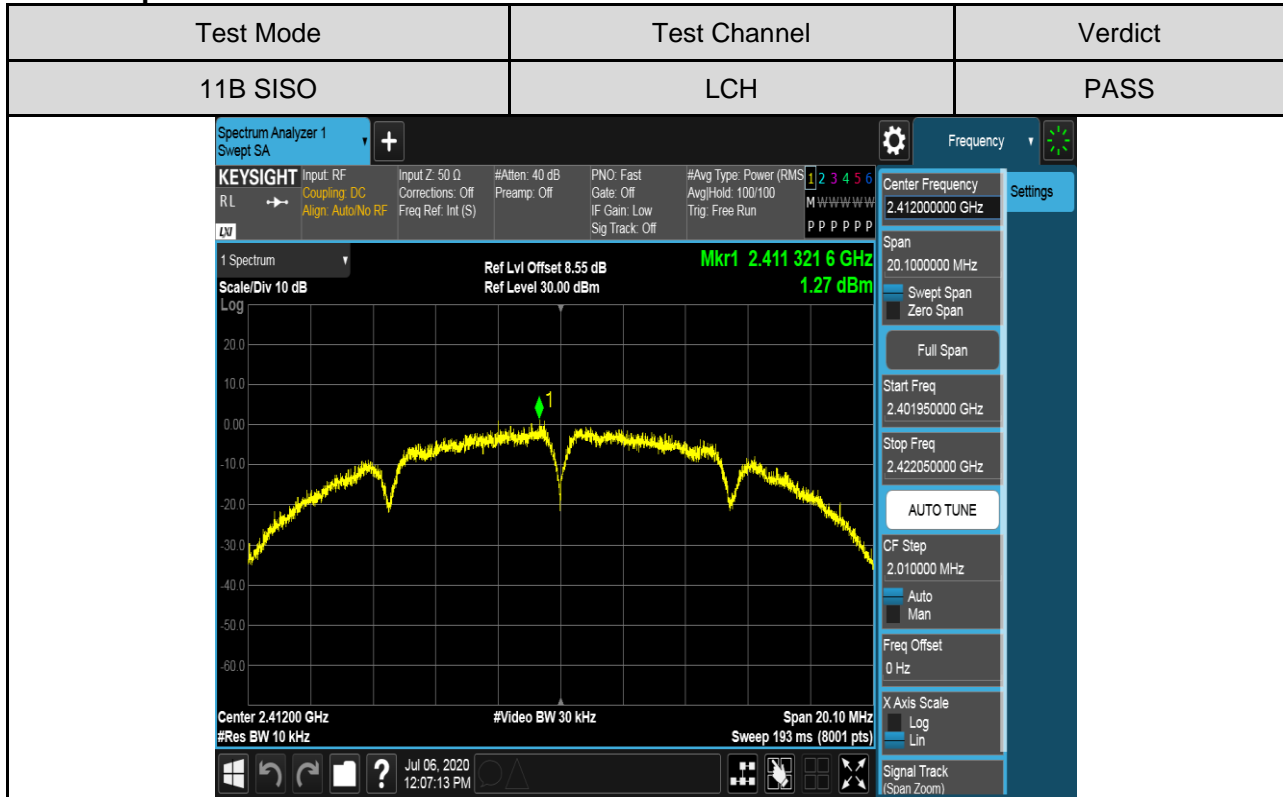 Test Mode Test Channel Verdict
11B SISO LCH PASS
Spectrum Analyzer 1
Swept SA
+
Frequency
KEYSIGHT Input: RF Input Z: 50 Ω #Atten: 40 dB PNO: Fast #Avg Type: Power (RMS 1 2 3 4 5 6
RL Coupling: DC Corrections: Off Preamp: Off Gate: Off Avg|Hold: 100/100 M W W W W W
Align: Auto/No RF Freq Ref: Int (S) IF Gain: Low Trig: Free Run
LXI Sig Track: Off P P P P P P
1 Spectrum
Scale/Div 10 dB
Ref Lvl Offset 8.55 dB
Ref Level 30.00 dBm
Mkr1 2.411 321 6 GHz
1.27 dBm
Log
20.0
10.0
0.00
-10.0
-20.0
-30.0
-40.0
-50.0
-60.0
1
Center 2.41200 GHz #Video BW 30 kHz Span 20.10 MHz
#Res BW 10 kHz Sweep 193 ms (8001 pts)
?
Jul 06, 2020
12:07:13 PM
Center Frequency
2.412000000 GHz
Settings
Span
20.1000000 MHz
Swept Span
Zero Span
Full Span
Start Freq
2.401950000 GHz
Stop Freq
2.422050000 GHz
AUTO TUNE
CF Step
2.010000 MHz
Auto
Man
Freq Offset
0 Hz
X Axis Scale
Log
Lin
Signal Track
(Span Zoom)